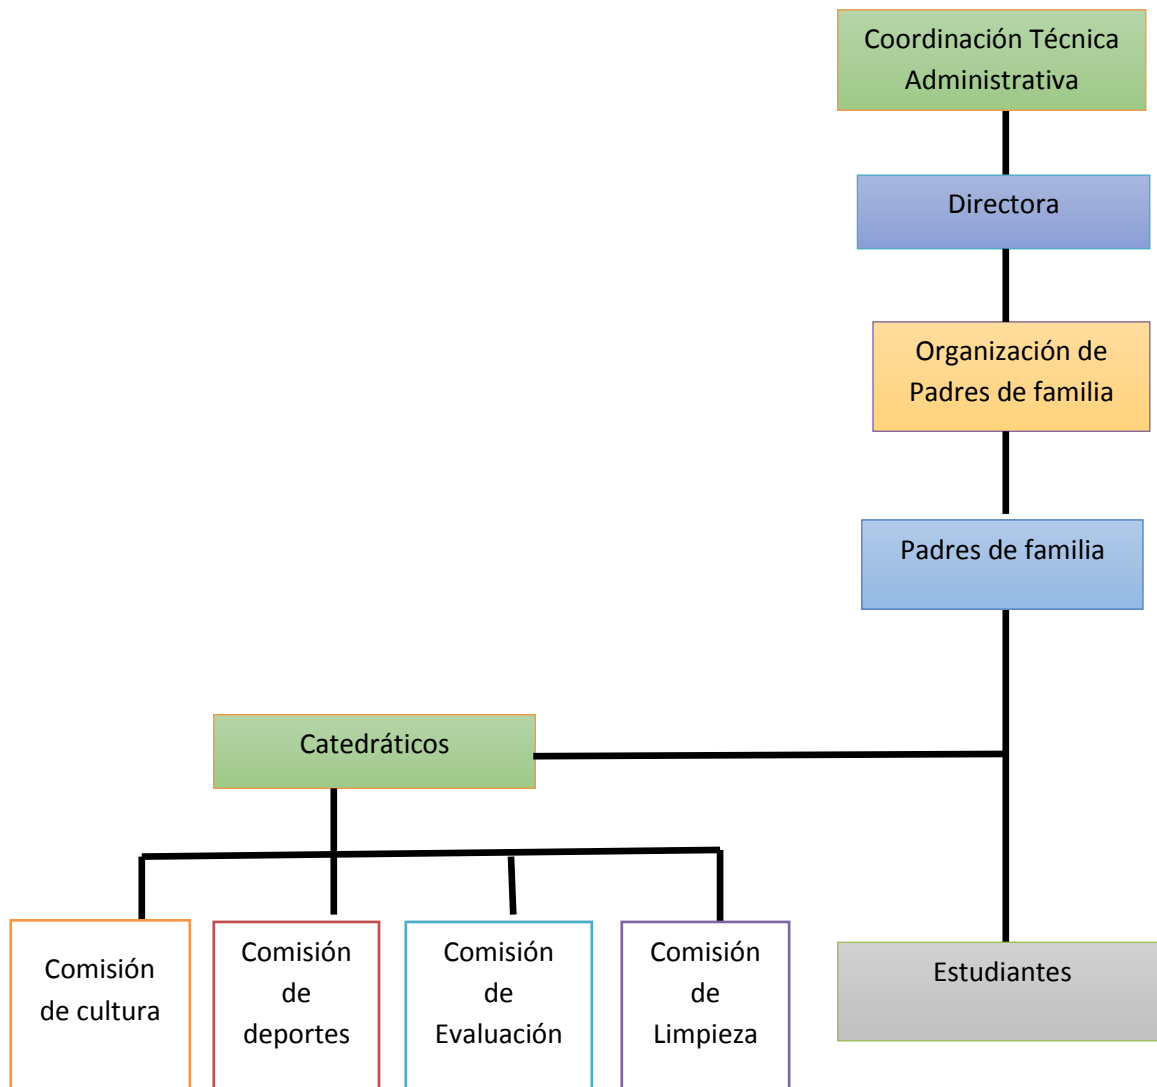 Coordinación Técnica
Administrativa
Directora
Organización de
Padres de familia
Padres de familia
Catedráticos
Comisión
de cultura
Comisión
de
deportes
Comisión
de
Evaluación
Comisión
de
Limpieza
Estudiantes